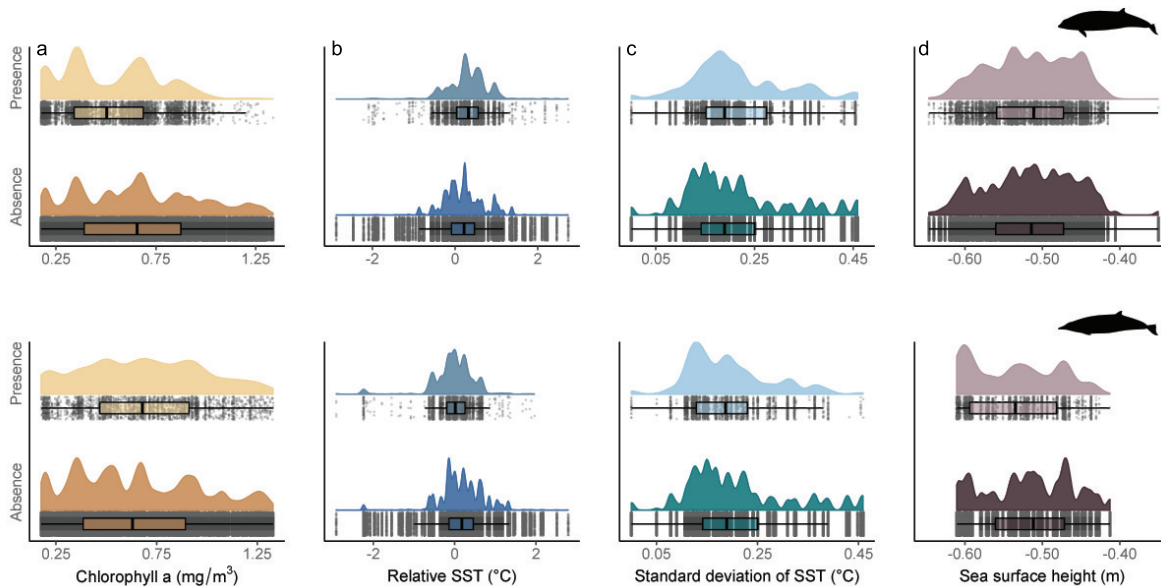 a
b
c
d
Presence
Absence
0.25 0.75 1.25
-2 0 2
0.05 0.25 0.45
-0.60 -0.50 -0.40
Presence
Absence
0.25 0.75 1.25
-2 0 2
0.05 0.25 0.45
-0.60 -0.50 -0.40
Chlorophyll a (mg/m³)
Relative SST (°C)
Standard deviation of SST (°C)
Sea surface height (m)